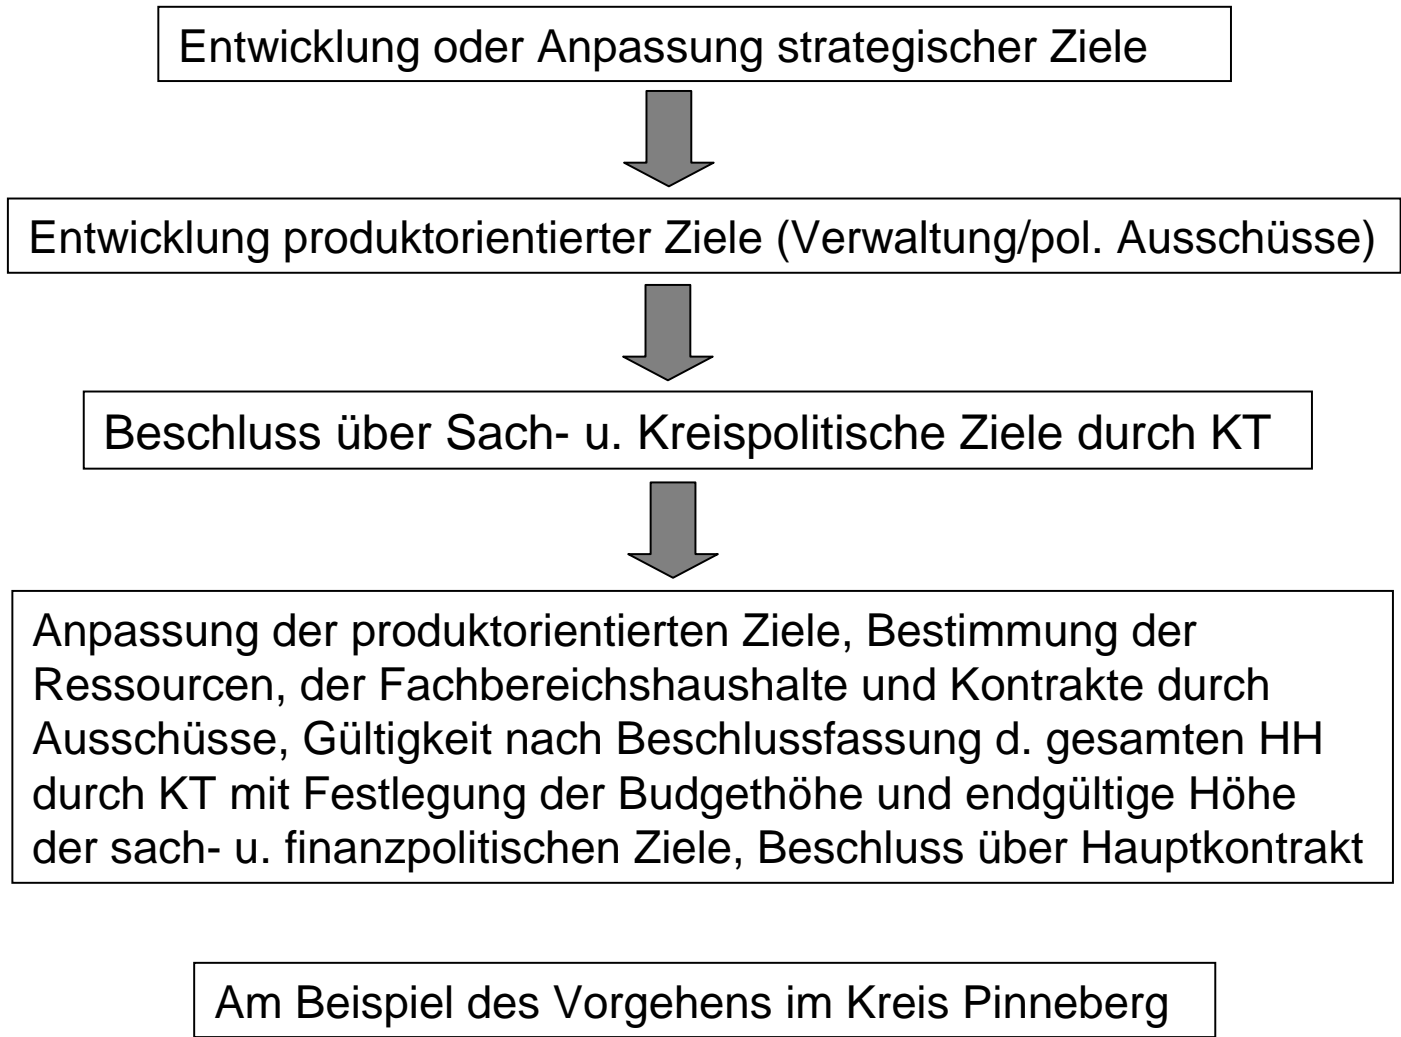 Entwicklung oder Anpassung strategischer Ziele
Entwicklung produktorientierter Ziele (Verwaltung/pol. Ausschüsse)
Beschluss über Sach- u. Kreispolitische Ziele durch KT
Anpassung der produktorientierten Ziele, Bestimmung der
Ressourcen, der Fachbereichshaushalte und Kontrakte durch
Ausschüsse, Gültigkeit nach Beschlussfassung d. gesamten HH
durch KT mit Festlegung der Budgethöhe und endgültige Höhe
der sach- u. finanzpolitischen Ziele, Beschluss über Hauptkontrakt
Am Beispiel des Vorgehens im Kreis Pinneberg